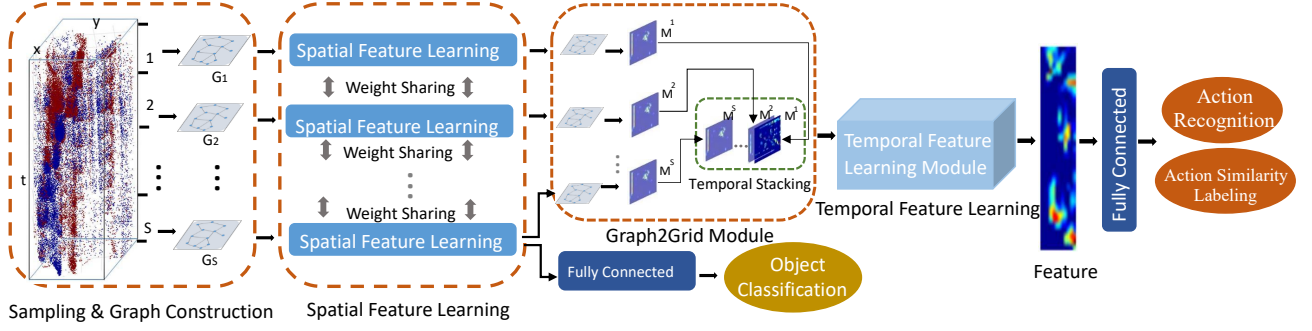 x
y
t
1
2
S
G1
G2
GS
Sampling & Graph Construction
Spatial Feature Learning
Weight Sharing
Spatial Feature Learning
Weight Sharing
Weight Sharing
Spatial Feature Learning
Spatial Feature Learning
M1
M2
MS
MS
M2
M1
Temporal Stacking
Graph2Grid Module
Fully Connected
Object
Classification
Temporal Feature
Learning Module
Temporal Feature Learning
Feature
Fully Connected
Action
Recognition
Action Similarity
Labeling